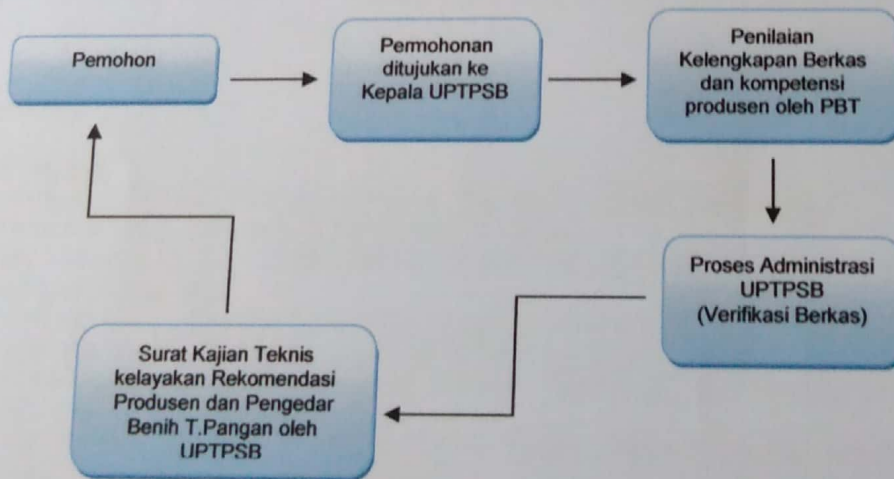 Pemohon
Permohonan
ditujukan ke
Kepala UPTPSB
Penilaian
Kelengkapan Berkas
dan kompetensi
produsen oleh PBT
Proses Administrasi
UPTPSB
(Verifikasi Berkas)
Surat Kajian Teknis
kelayakan Rekomendasi
Produsen dan Pengedar
Benih T.Pangan oleh
UPTPSB